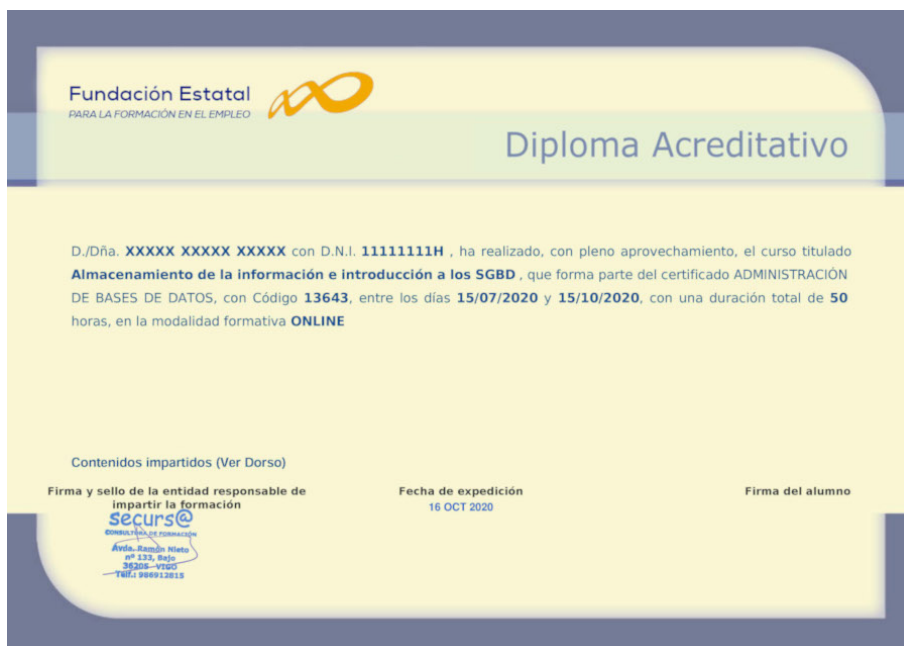 Fundación Estatal
PARA LA FORMACIÓN EN EL EMPLEO
Diploma Acreditativo
D./Dña. XXXXX XXXXX XXXXX con D.N.I. 11111111H , ha realizado, con pleno aprovechamiento, el curso titulado
Almacenamiento de la información e introducción a los SGBD , que forma parte del certificado ADMINISTRACIÓN
DE BASES DE DATOS, con Código 13643, entre los días 15/07/2020 y 15/10/2020, con una duración total de 50
horas, en la modalidad formativa ONLINE
Contenidos impartidos (Ver Dorso)
Firma y sello de la entidad responsable de
impartir la formación
Fecha de expedición
16 OCT 2020
Firma del alumno
secrurs@
CONSULTORA DE FORMACIÓN
Avda. Ramón Nieto
nº 133, Bajo
36205 - VIGO
Telf.: 986912815